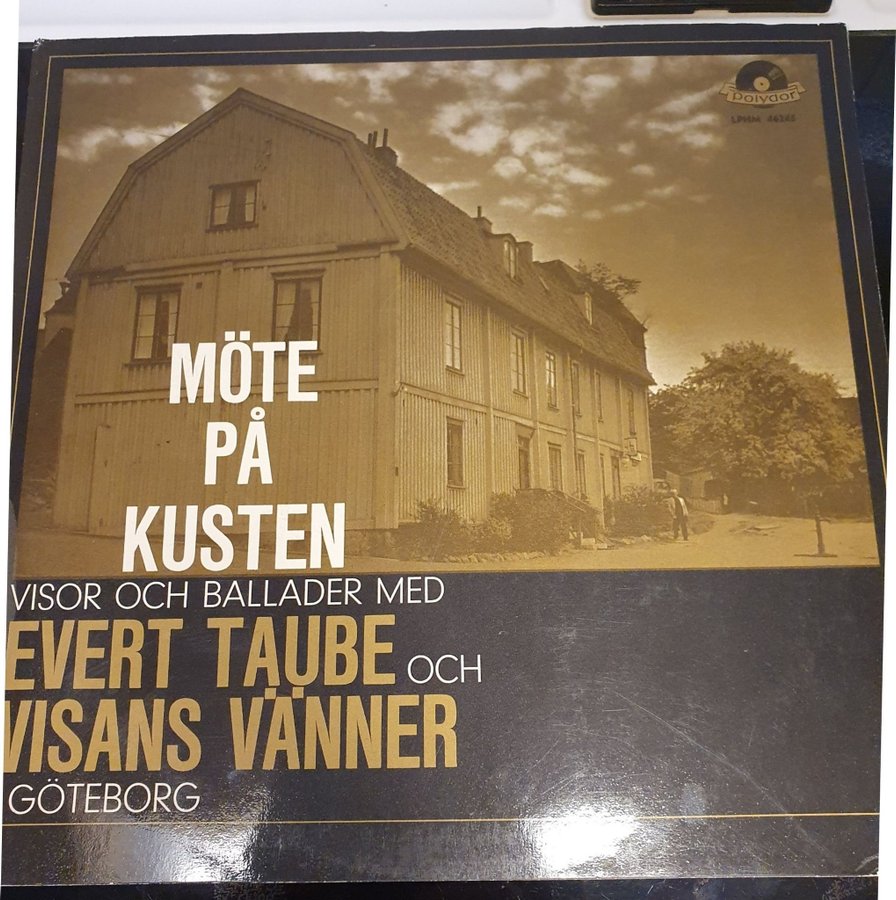 polydor
LPHM 46245
MÖTE
PÅ
KUSTEN
VISOR OCH BALLADER MED
EVERT TAUBE OCH
VISANS VÄNNER
GÖTEBORG